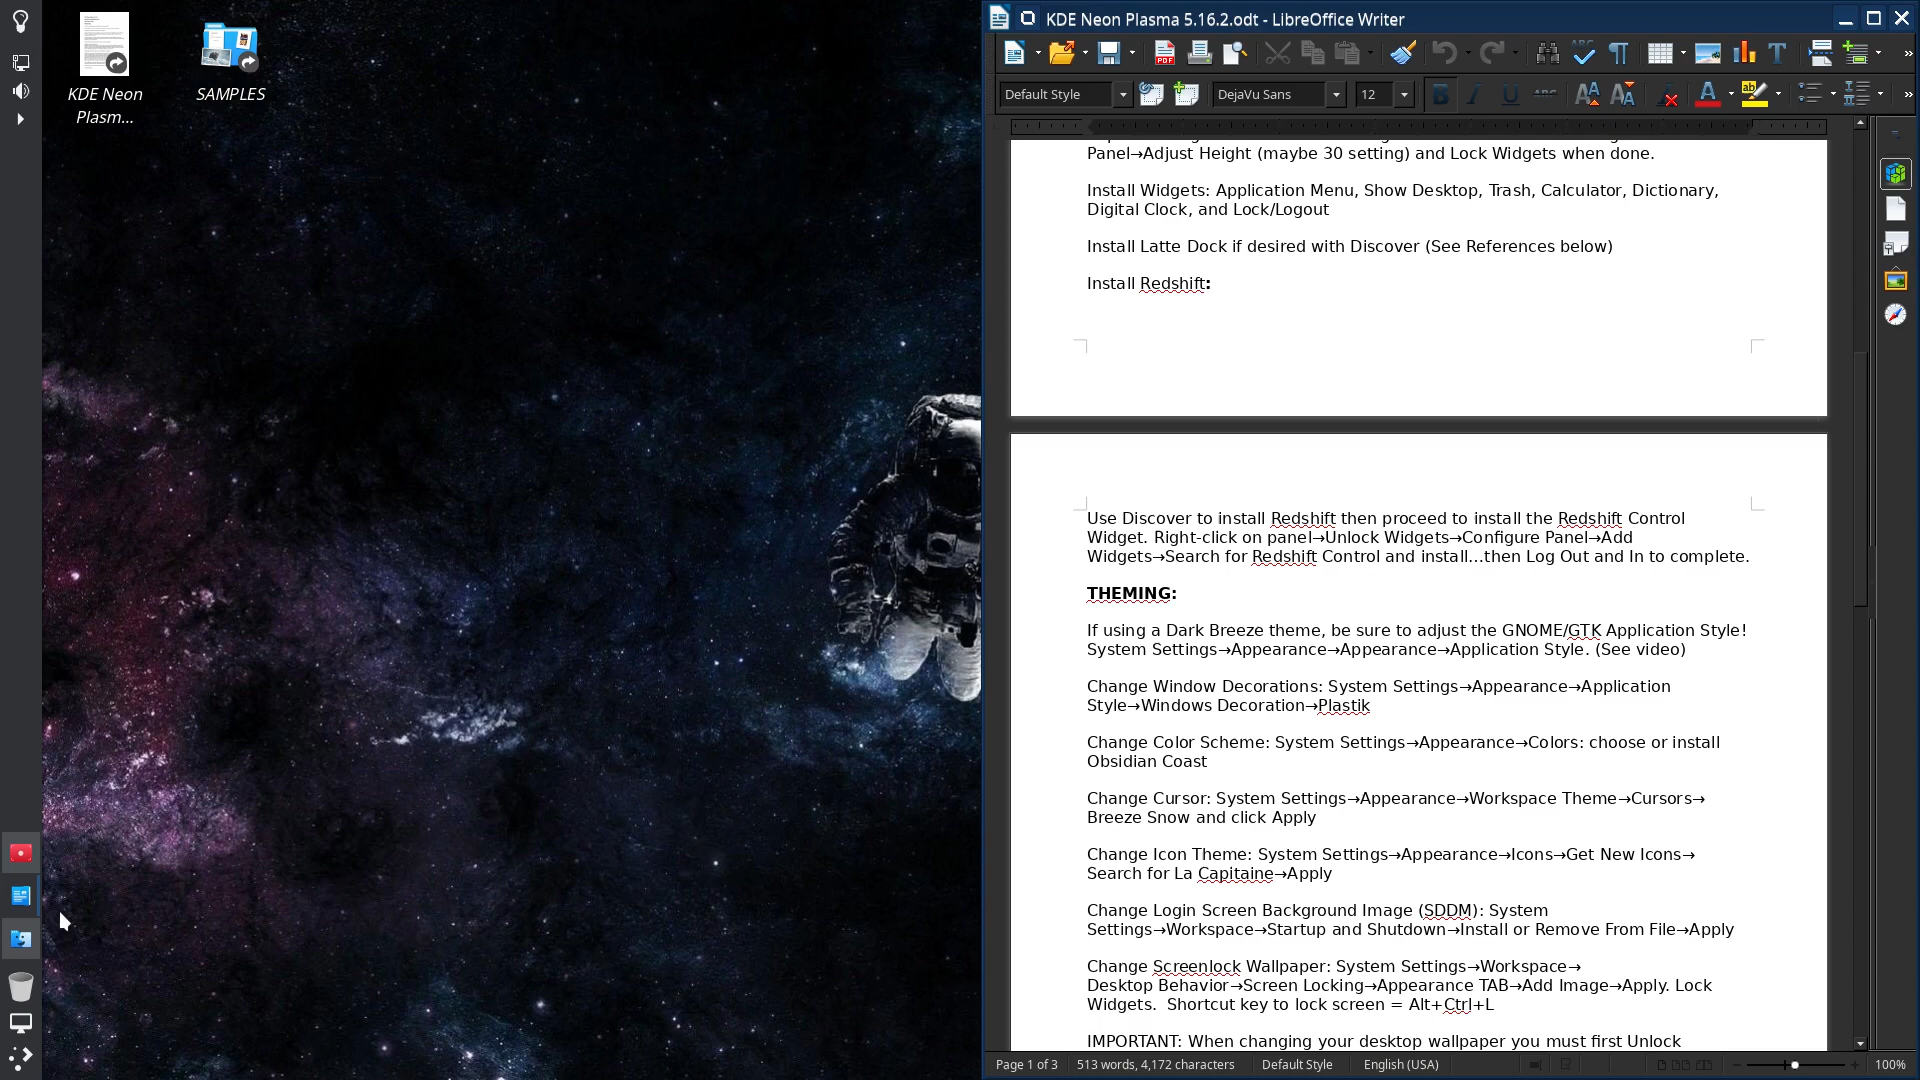 KDE Neon
Plasm...
SAMPLES
KDE Neon Plasma 5.16.2.odt - LibreOffice Writer
Default Style
DejaVu Sans
12
Panel→Adjust Height (maybe 30 setting) and Lock Widgets when done.
Install Widgets: Application Menu, Show Desktop, Trash, Calculator, Dictionary,
Digital Clock, and Lock/Logout
Install Latte Dock if desired with Discover (See References below)
Install Redshift:
Use Discover to install Redshift then proceed to install the Redshift Control
Widget. Right-click on panel→Unlock Widgets→Configure Panel→Add
Widgets→Search for Redshift Control and install...then Log Out and In to complete.
THEMING:
If using a Dark Breeze theme, be sure to adjust the GNOME/GTK Application Style!
System Settings→Appearance→Appearance→Application Style. (See video)
Change Window Decorations: System Settings→Appearance→Application
Style→Windows Decoration→Plastik
Change Color Scheme: System Settings→Appearance→Colors: choose or install
Obsidian Coast
Change Cursor: System Settings→Appearance→Workspace Theme→Cursors→
Breeze Snow and click Apply
Change Icon Theme: System Settings→Appearance→Icons→Get New Icons→
Search for La Capitaine→Apply
Change Login Screen Background Image (SDDM): System
Settings→Workspace→Startup and Shutdown→Install or Remove From File→Apply
Change Screenlock Wallpaper: System Settings→Workspace→
Desktop Behavior→Screen Locking→Appearance TAB→Add Image→Apply. Lock
Widgets.  Shortcut key to lock screen = Alt+Ctrl+L
IMPORTANT: When changing your desktop wallpaper you must first Unlock
Page 1 of 3
513 words, 4,172 characters
Default Style
English (USA)
100%